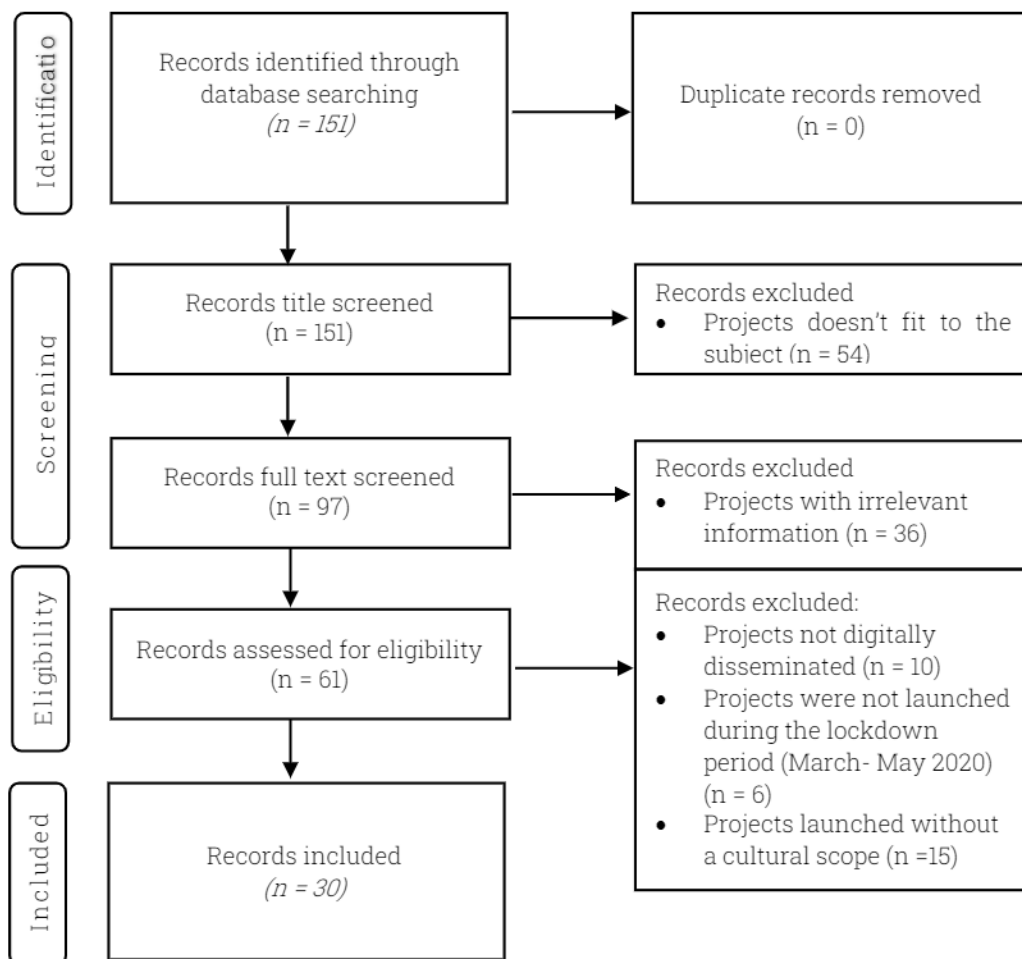 Identificatio
Records identified through
database searching
(n = 151)
Duplicate records removed
(n = 0)
Screening
Records title screened
(n = 151)
Records excluded
• Projects doesn't fit to the
subject (n = 54)
Records full text screened
(n = 97)
Records excluded
• Projects with irrelevant
information (n = 36)
Eligibility
Records assessed for eligibility
(n = 61)
Records excluded:
• Projects not digitally
disseminated (n = 10)
• Projects were not launched
during the lockdown
period (March- May 2020)
(n = 6)
• Projects launched without
a cultural scope (n =15)
Included
Records included
(n = 30)